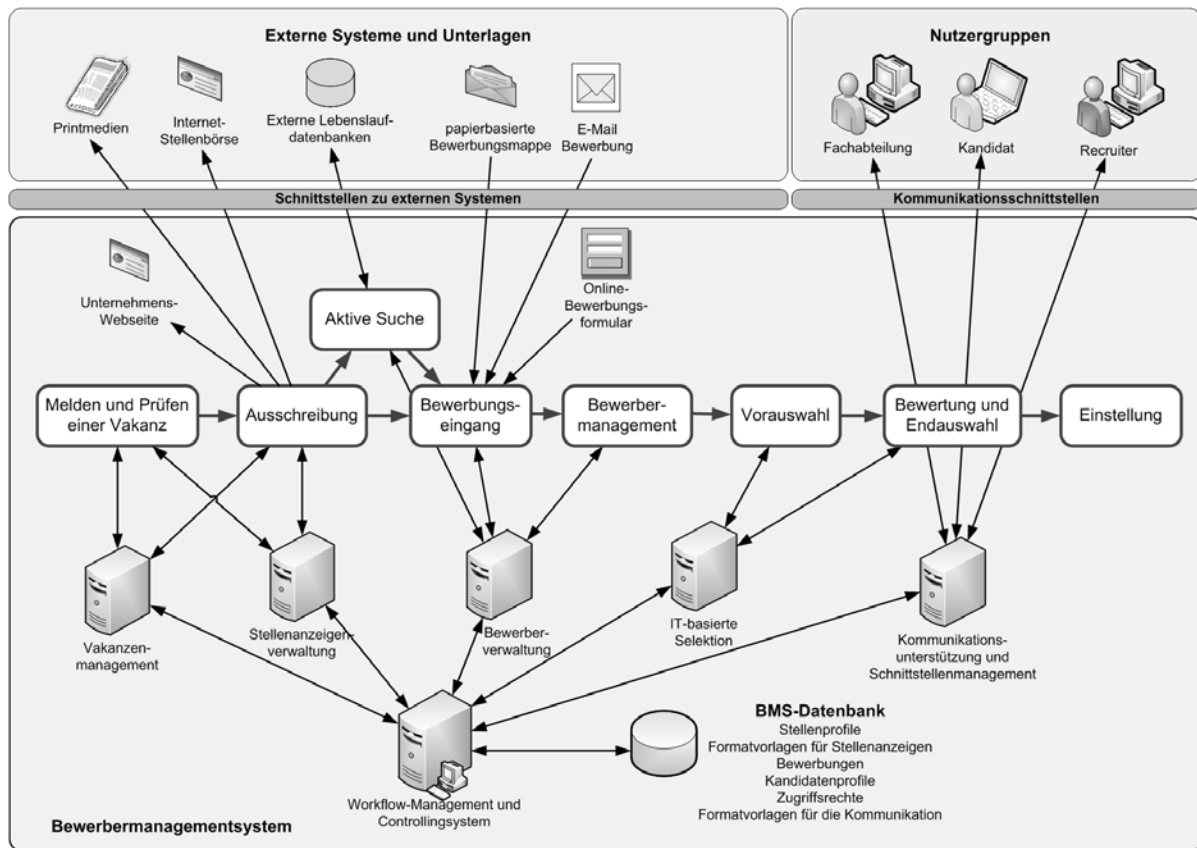 Externe Systeme und Unterlagen
Nutzergruppen
Printmedien
Internet-
Stellenbörse
Externe Lebenslauf-
datenbanken
papierbasierte
Bewerbungsmappe
E-Mail
Bewerbung
Fachabteilung
Kandidat
Recruiter
Schnittstellen zu externen Systemen
Kommunikationsschnittstellen
Unternehmens-
Webseite
Aktive Suche
Online-
Bewerbungs-
formular
Melden und Prüfen
einer Vakanz
Ausschreibung
Bewerbungs-
eingang
Bewerber-
management
Vorauswahl
Bewertung und
Endauswahl
Einstellung
Vakanzen-
management
Stellenanzeigen-
verwaltung
Bewerber-
verwaltung
IT-basierte
Selektion
Kommunikations-
unterstützung und
Schnittstellenmanagement
Workflow-Management und
Controllingsystem
BMS-Datenbank
Stellenprofile
Formatvorlagen für Stellenanzeigen
Bewerbungen
Kandidatenprofile
Zugriffsrechte
Formatvorlagen für die Kommunikation
Bewerbermanagementsystem